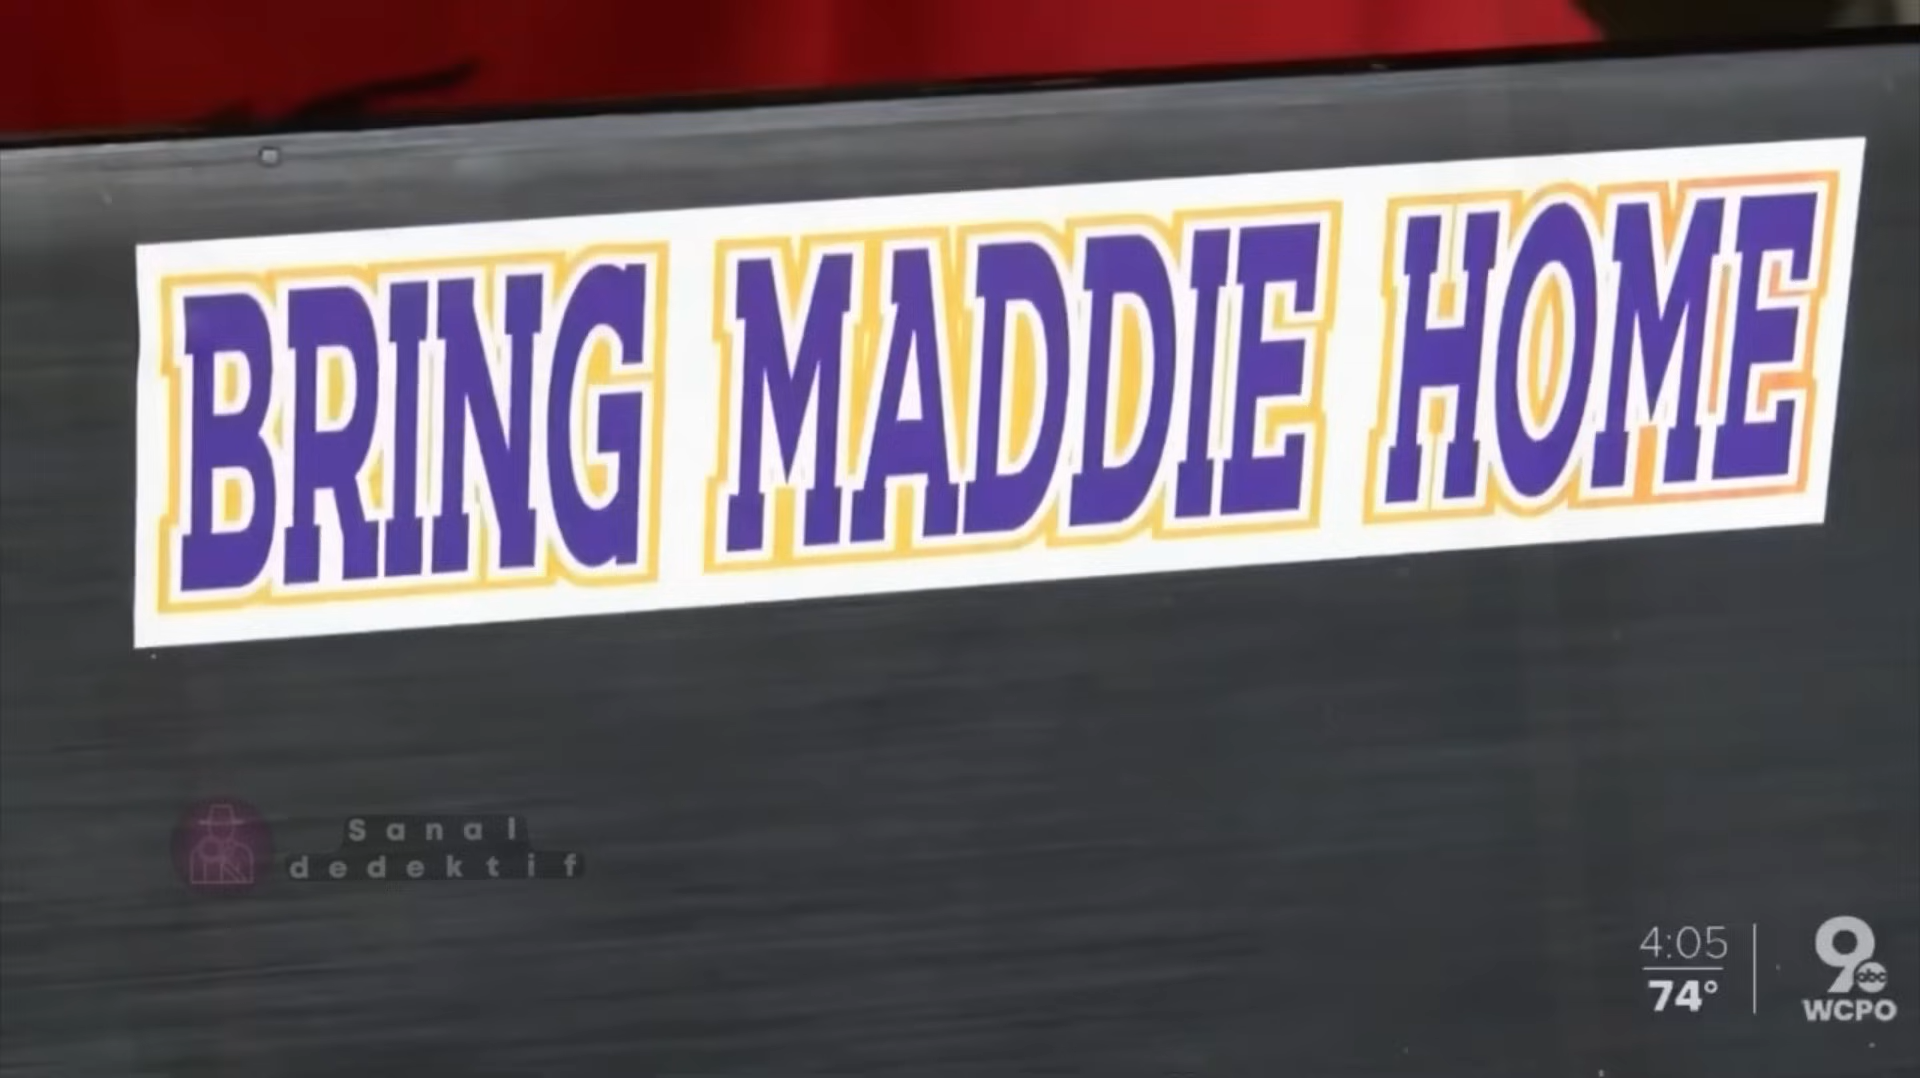 BRING MADDIE HOME
Sanal
dedektif
4:05
74°
9
abc
WCPO